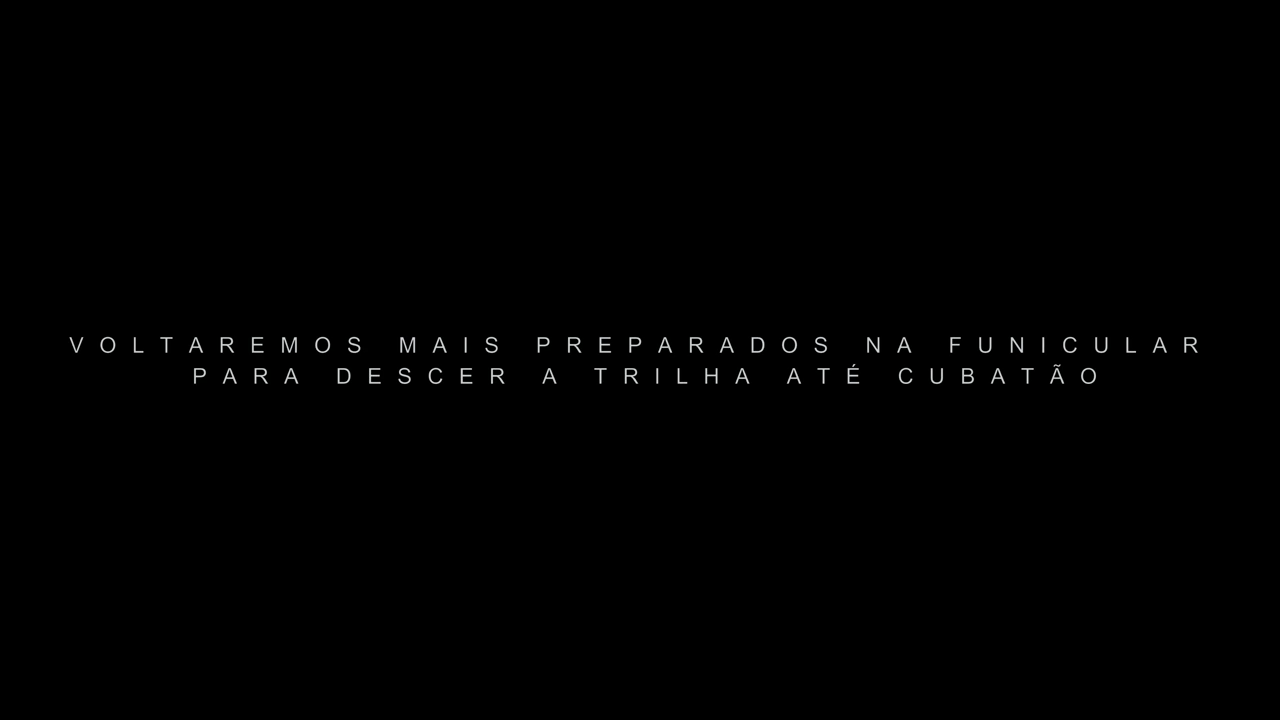 VOLTAREMOS MAIS PREPARADOS NA FUNICULAR
PARA DESCER A TRILHA ATÉ CUBATÃO